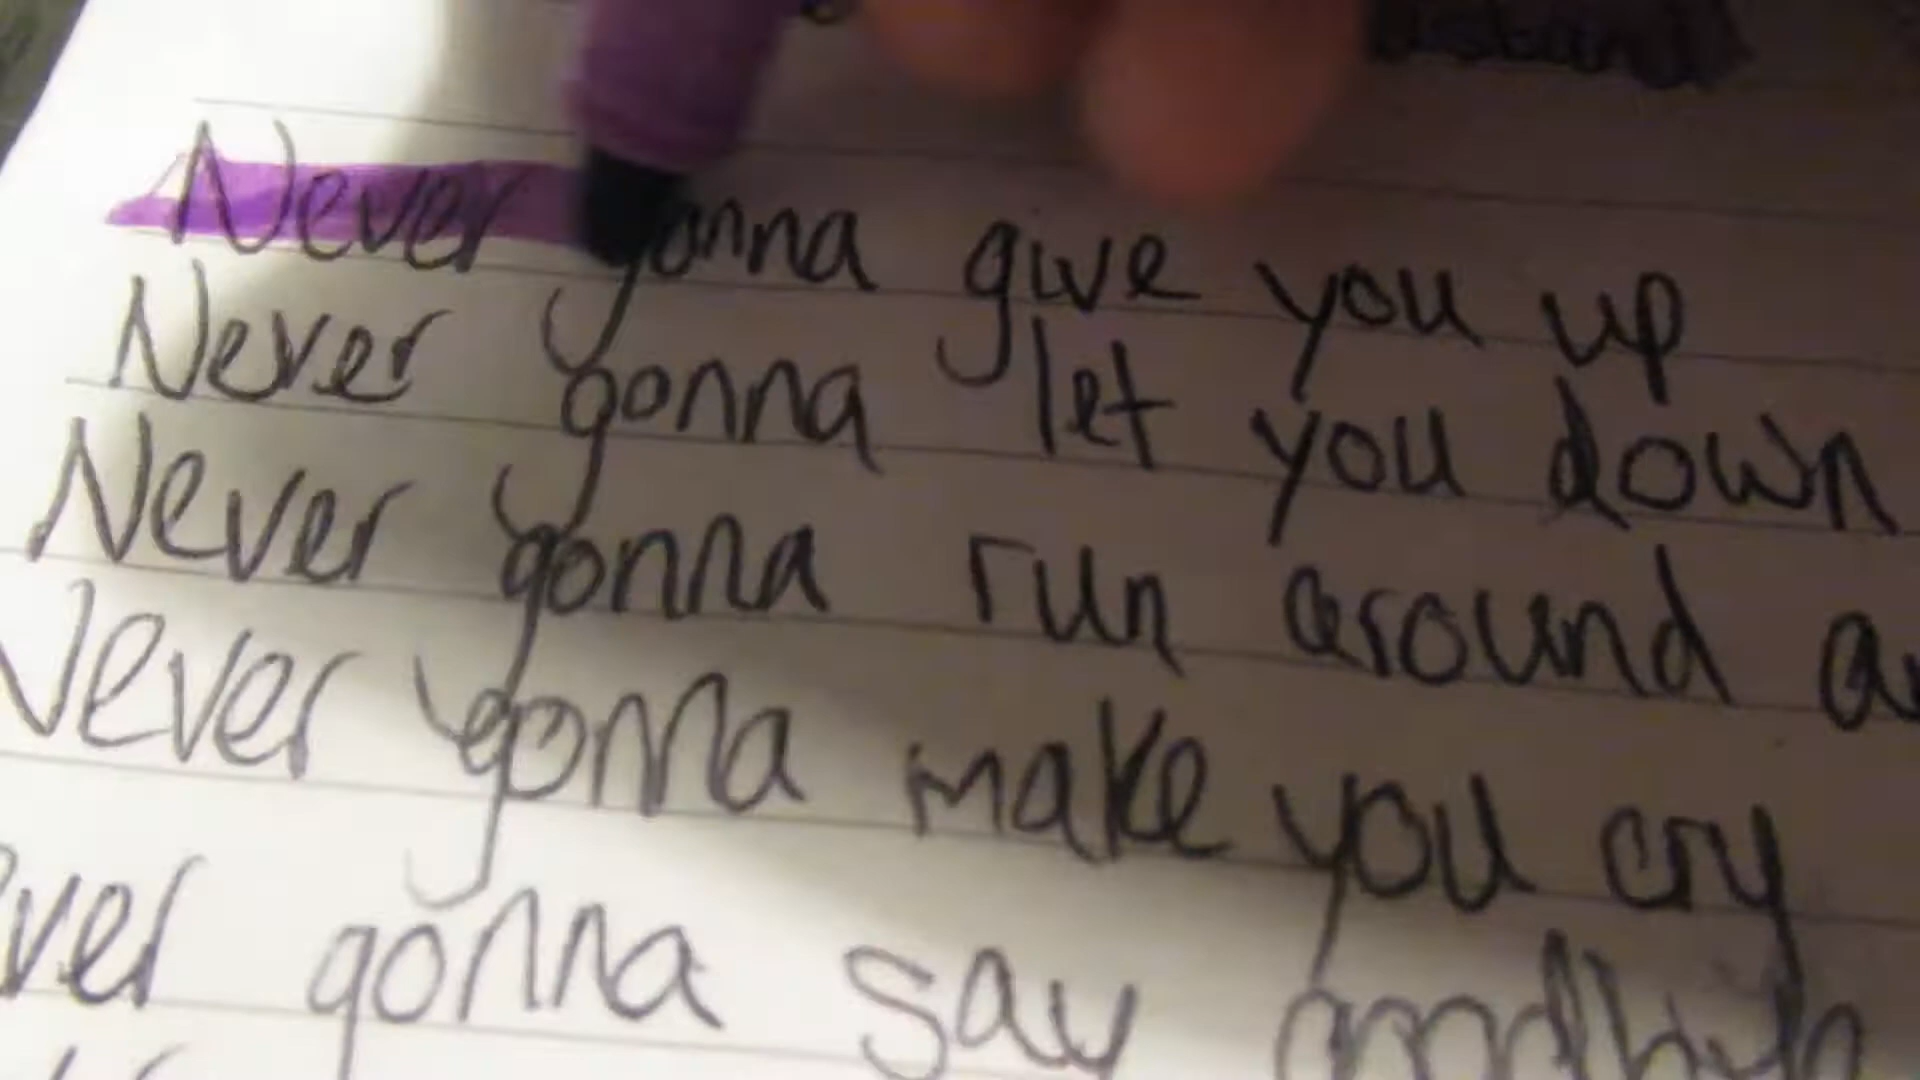 Never gonna give you up
Never gonna let you down
Never gonna run around
Never gonna make you cry
gonna say